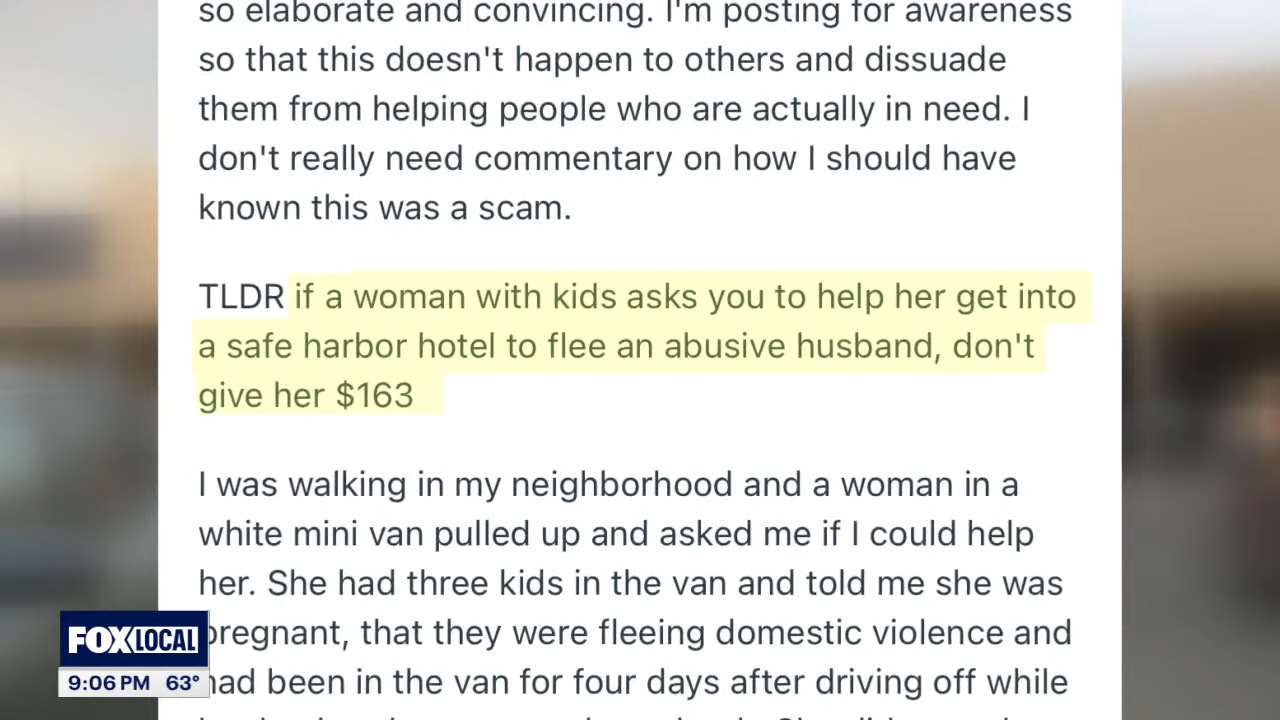 so elaborate and convincing. I'm posting for awareness
so that this doesn't happen to others and dissuade
them from helping people who are actually in need. I
don't really need commentary on how I should have
known this was a scam.
TLDR if a woman with kids asks you to help her get into
a safe harbor hotel to flee an abusive husband, don't
give her $163
I was walking in my neighborhood and a woman in a
white mini van pulled up and asked me if I could help
her. She had three kids in the van and told me she was
pregnant, that they were fleeing domestic violence and
had been in the van for four days after driving off while
FOX LOCAL
9:06 PM 63°